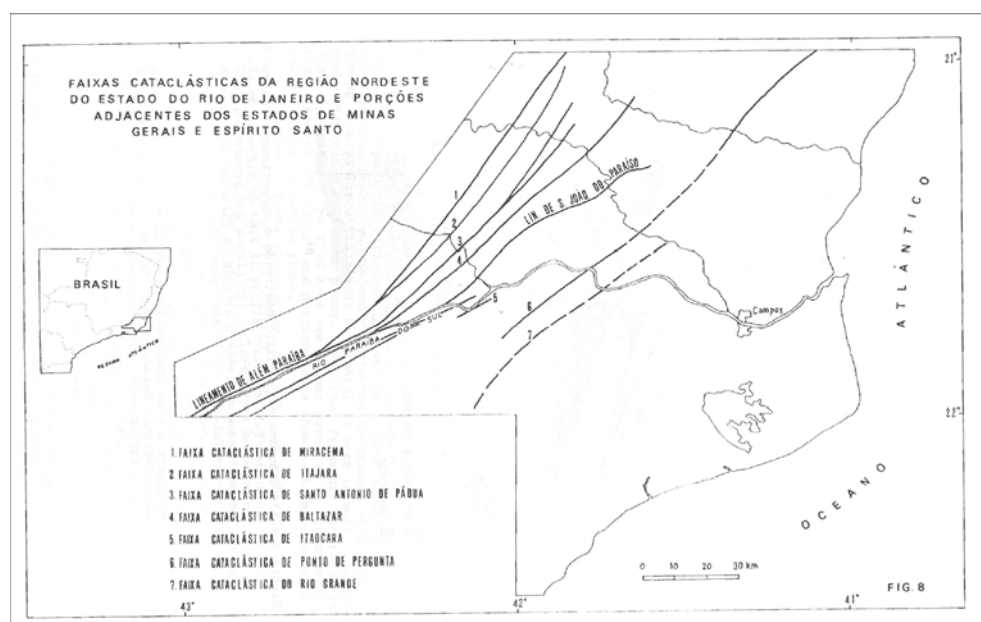 FAIXAS CATACLÁSTICAS DA REGIÃO NORDESTE
DO ESTADO DO RIO DE JANEIRO E PORÇÕES
ADJACENTES DOS ESTADOS DE MINAS
GERAIS E ESPÍRITO SANTO
21°
1
2
3
4
LIN. DE S. JOÃO DO PARAÍSO
ATLÂNTICO
BRASIL
OCEANO ATLÂNTICO
5
6
7
Campos
LINEAMENTO DE ALÉM PARAÍBA
RIO PARAÍBA DO SUL
22°
1. FAIXA CATACLÁSTICA DE MIRACEMA
2 FAIXA CATACLÁSTICA DE ITAJARA
3. FAIXA CATACLÁSTICA DE SANTO ANTONIO DE PÁDUA
4. FAIXA CATACLÁSTICA DE BALTAZAR
5 FAIXA CATACLÁSTICA DE ITAOCARA
6. FAIXA CATACLÁSTICA DE PONTO DE PERGUNTA
7. FAIXA CATACLÁSTICA DO RIO GRANDE
OCEANO
0 10 20 30 km
FIG. 8
43°
42°
41°